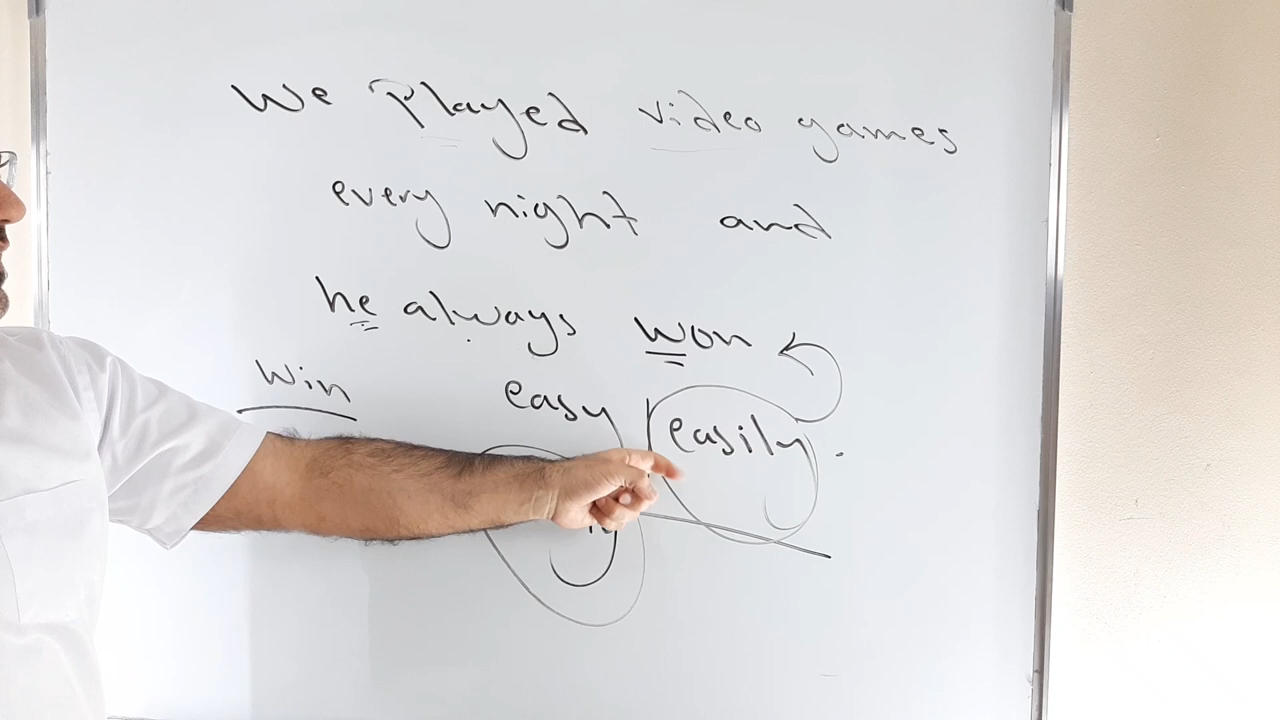 We Played video games
every night and
he always won
Win
easy easily.